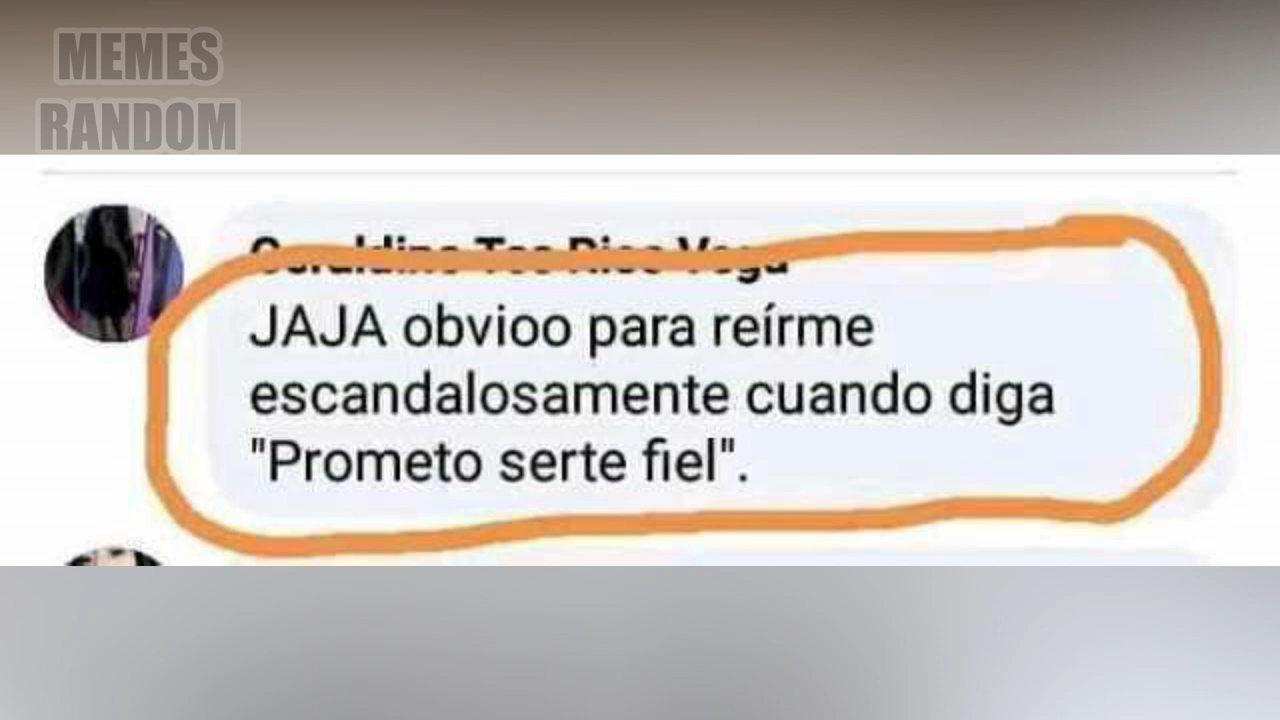 MEMES
RANDOM
JAJA obvioo para reírme
escandalosamente cuando diga
"Prometo serte fiel".